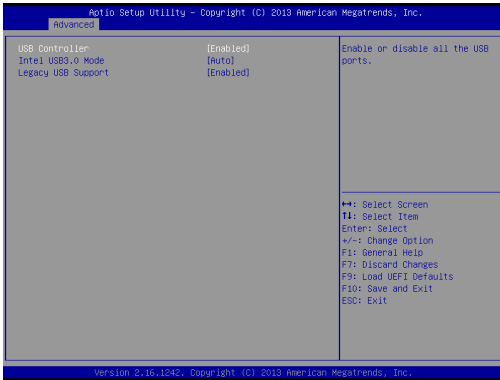 Aptio Setup Utility – Copyright (C) 2013 American Megatrends, Inc.
Advanced
USB Controller [Enabled]
Intel USB3.0 Mode [Auto]
Legacy USB Support [Enabled]
Enable or disable all the USB
ports.
↔: Select Screen
↑↓: Select Item
Enter: Select
+/-: Change Option
F1: General Help
F7: Discard Changes
F9: Load UEFI Defaults
F10: Save and Exit
ESC: Exit
Version 2.16.1242. Copyright (C) 2013 American Megatrends, Inc.